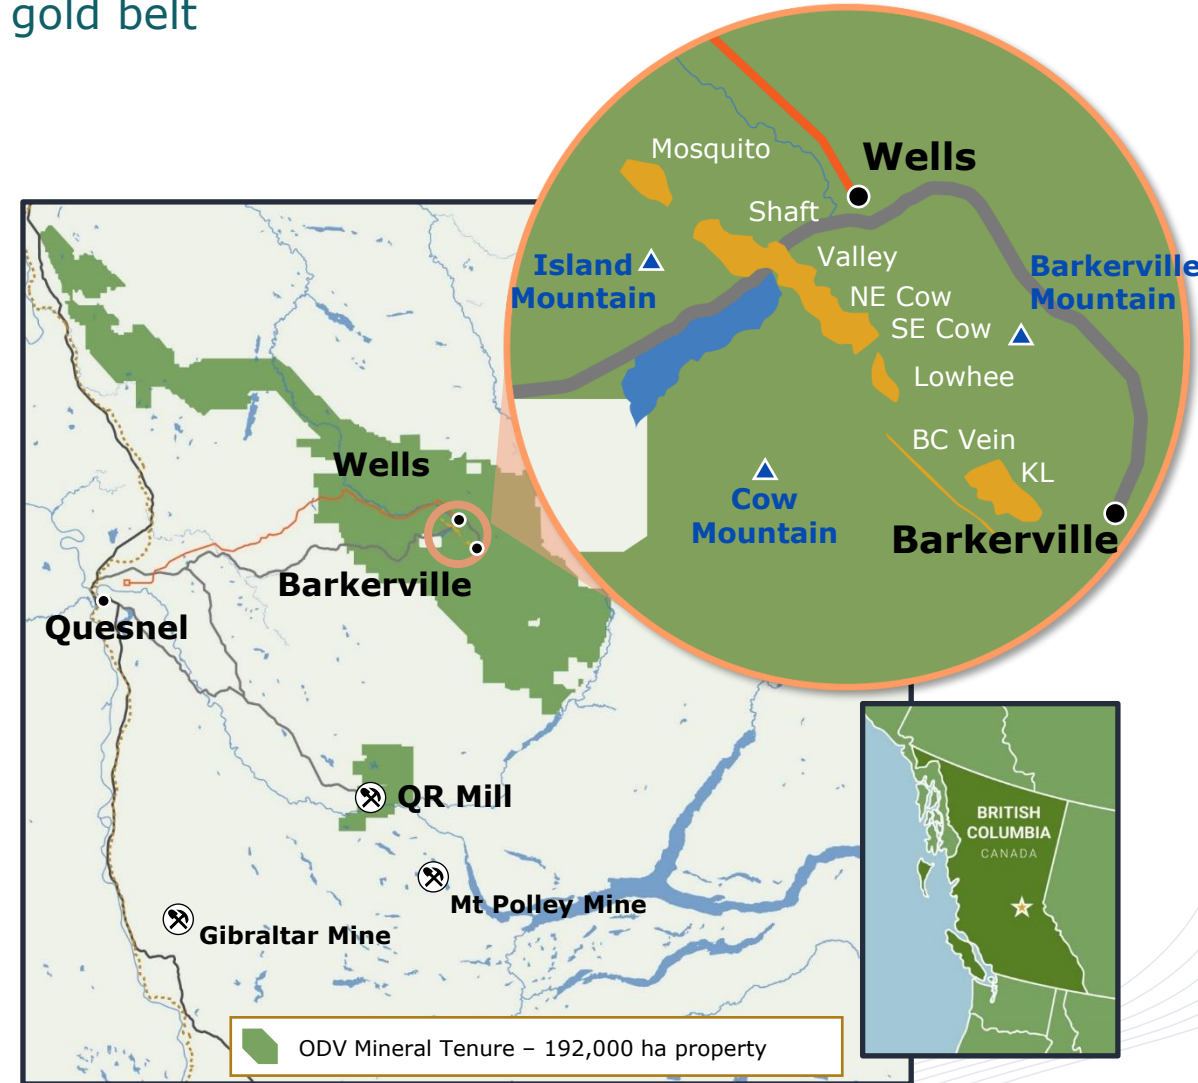 gold belt
Mosquito
Wells
Shaft
Island
Mountain
Valley
Barkerville
Mountain
NE Cow
SE Cow
Lowhee
BC Vein
KL
Cow
Mountain
Barkerville
Wells
Barkerville
Quesnel
QR Mill
Mt Polley Mine
Gibraltar Mine
BRITISH
COLUMBIA
CANADA
ODV Mineral Tenure – 192,000 ha property